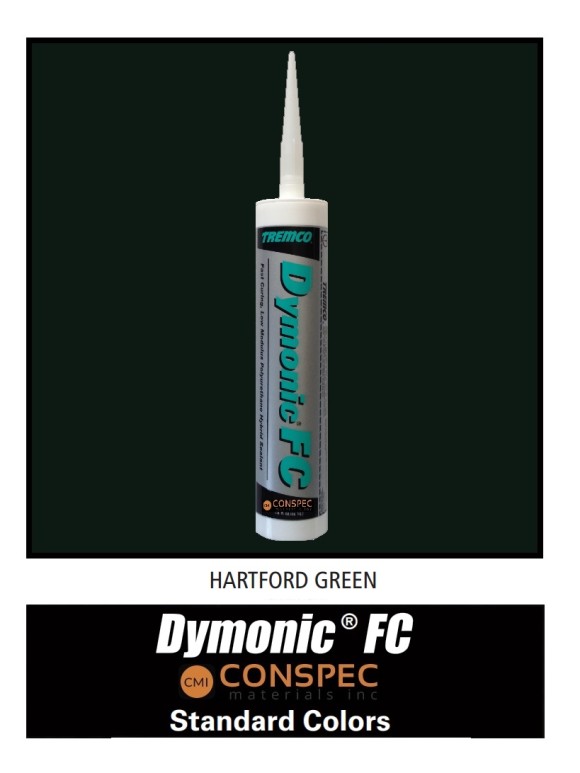 TREMCO
Dymonic® FC
Fast Curing, Low Modulus Polyurethane Hybrid Sealant
TREMCO
CONSPEC
HARTFORD GREEN
Dymonic® FC
CMI CONSPEC
materials inc
Standard Colors